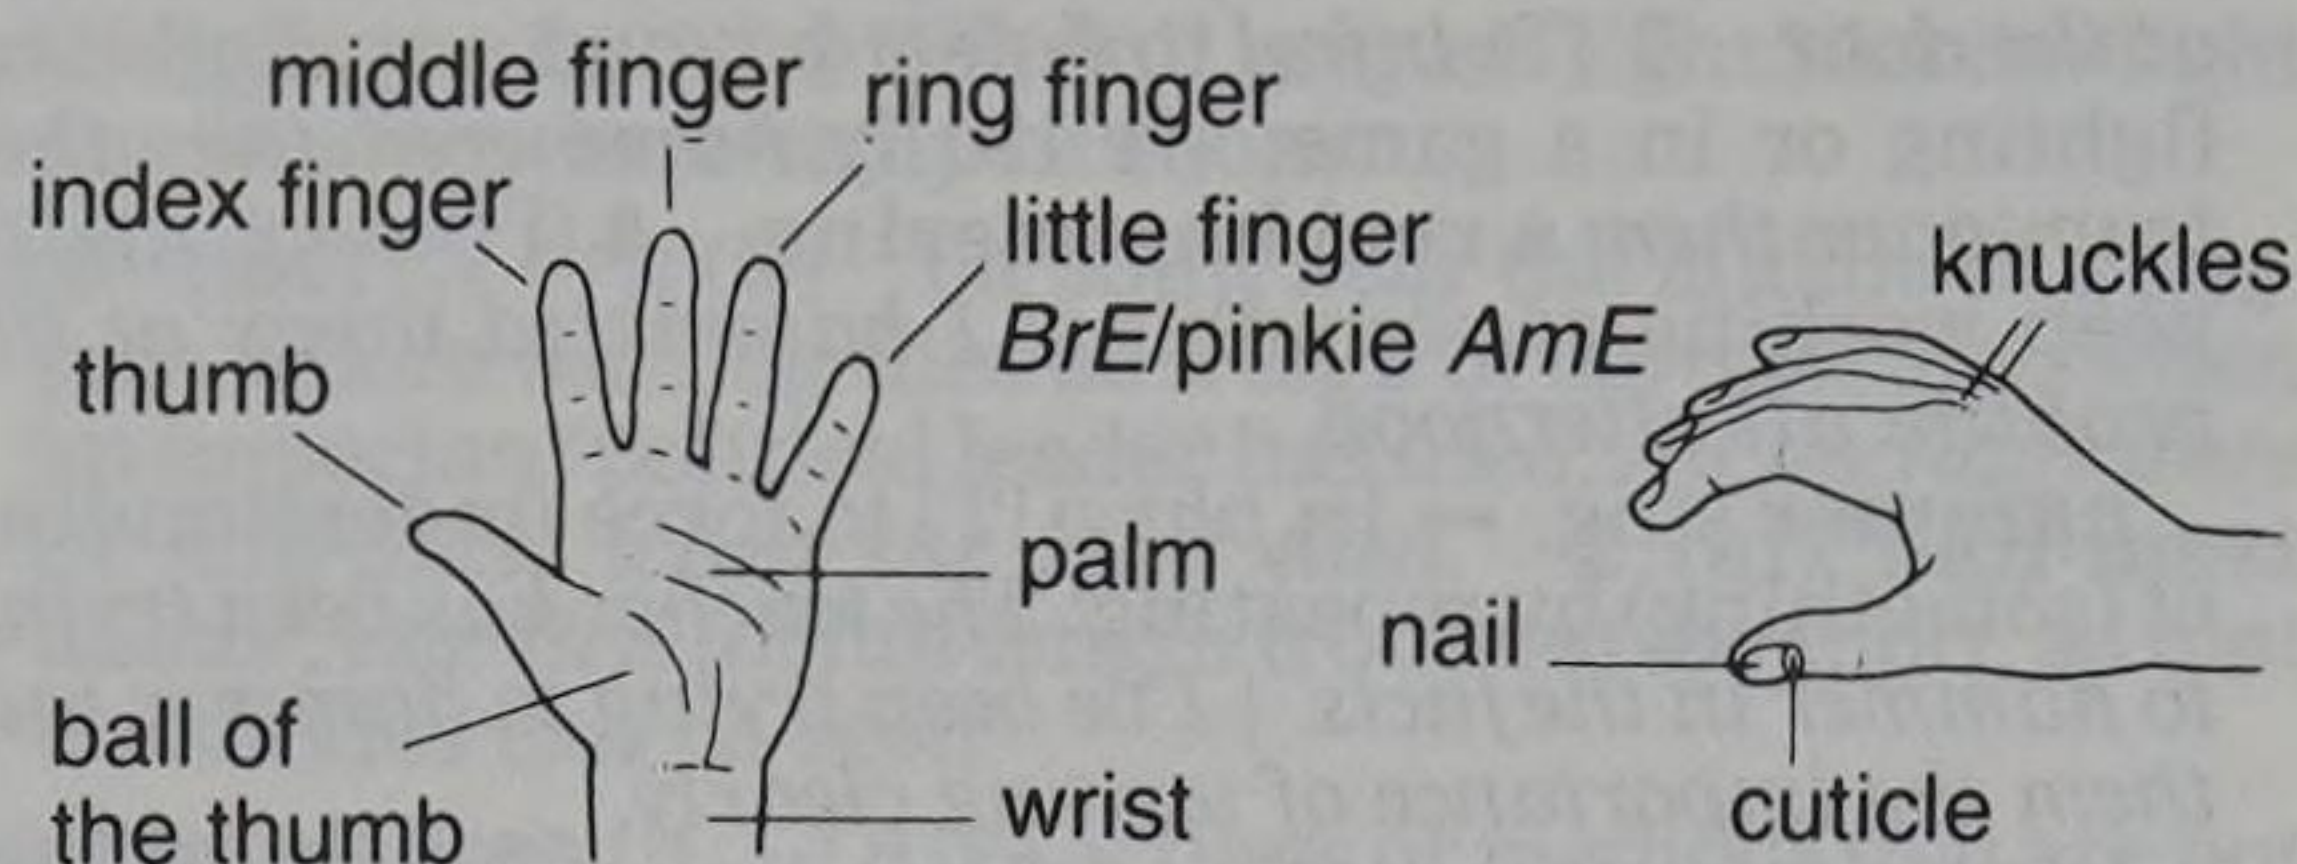 middle finger
ring finger
index finger
little finger
BrE/pinkie AmE
knuckles
thumb
palm
nail
ball of
the thumb
wrist
cuticle